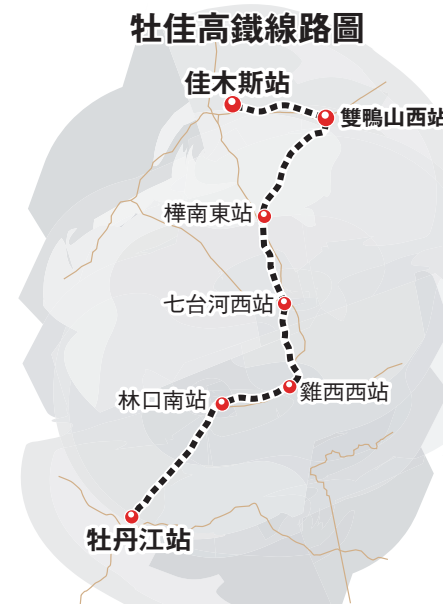 牡佳高鐵線路圖
佳木斯站
雙鴨山西站
樺南東站
七台河西站
雞西西站
林口南站
牡丹江站